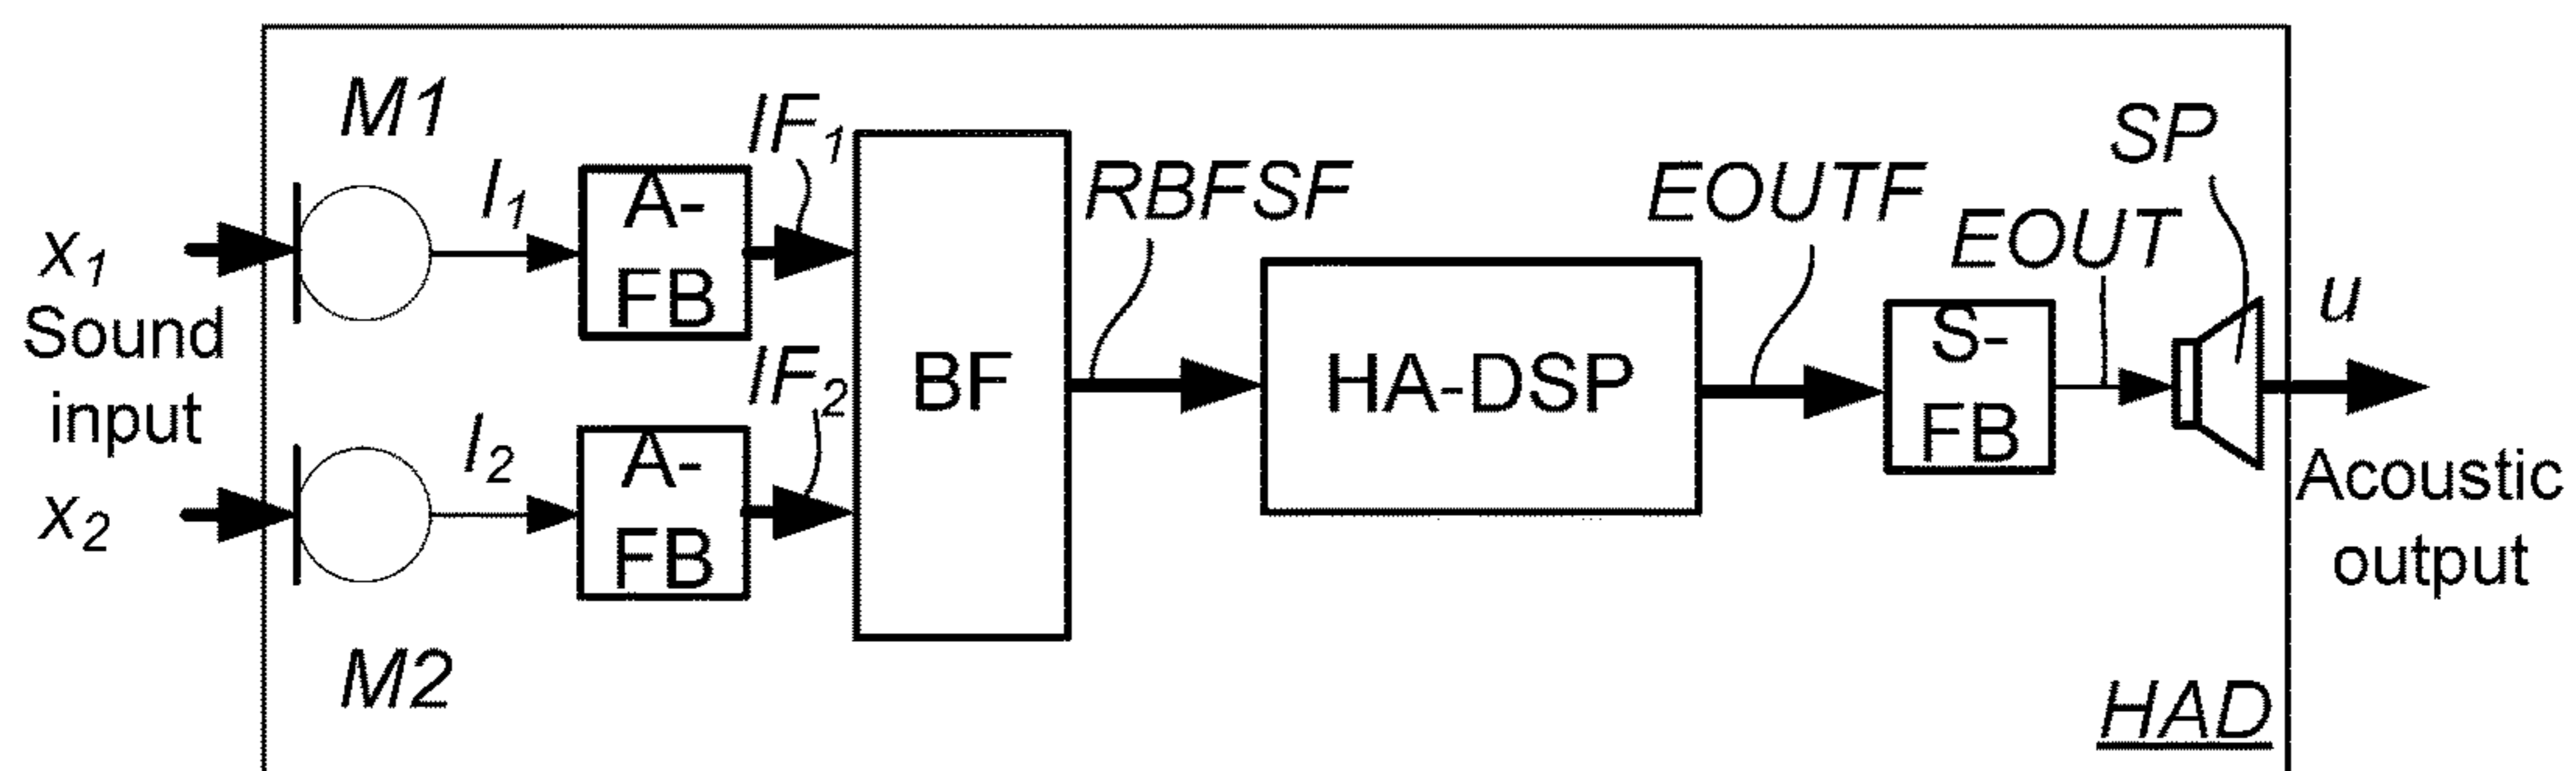 M1
IF₁
SP
I₁
A-
FB
RBFSF
EOUTF
EOUT
x₁
Sound
input
u
IF₂
BF
HA-DSP
S-
FB
I₂
A-
FB
x₂
Acoustic
output
M2
HAD